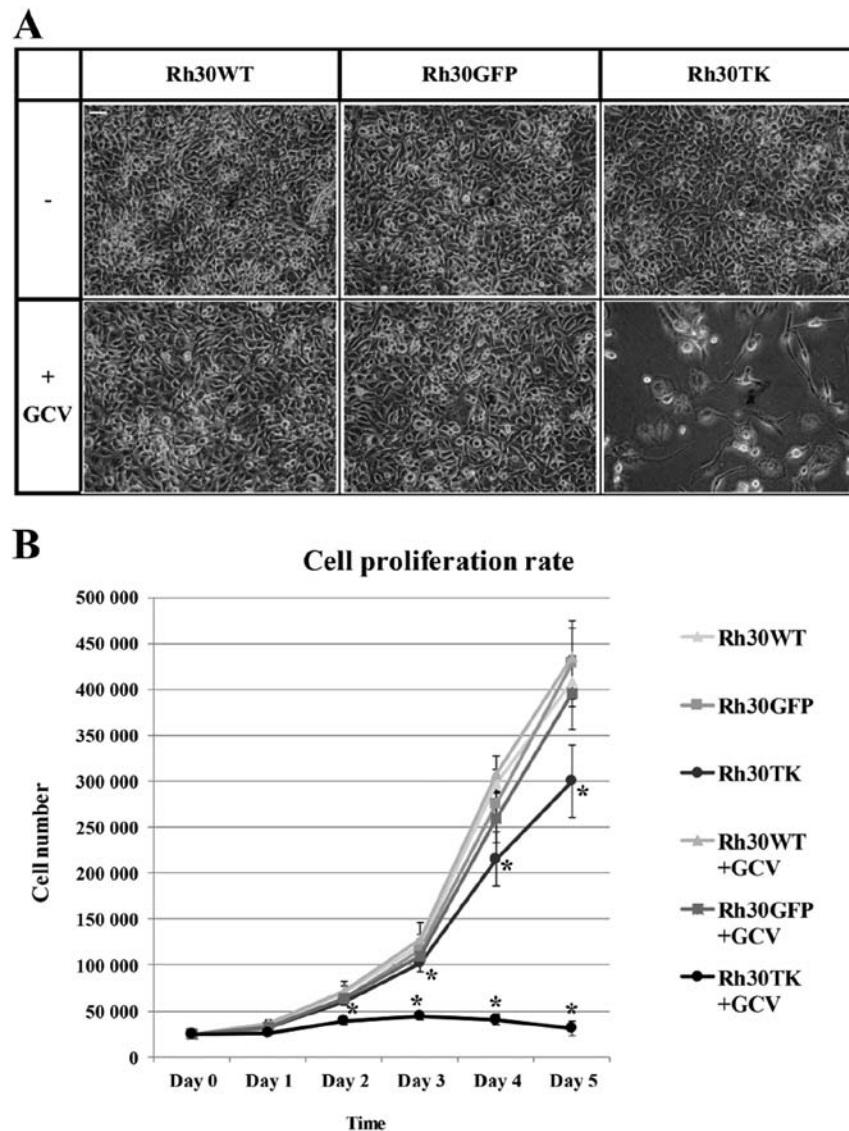 A
Rh30WT Rh30GFP Rh30TK
-
+
GCV
B
Cell proliferation rate
500 000
450 000
400 000
350 000
300 000
250 000
200 000
150 000
100 000
50 000
0
Cell number
* * * * * * *
Day 0 Day 1 Day 2 Day 3 Day 4 Day 5
Time
Rh30WT
Rh30GFP
Rh30TK
Rh30WT
+GCV
Rh30GFP
+GCV
Rh30TK
+GCV